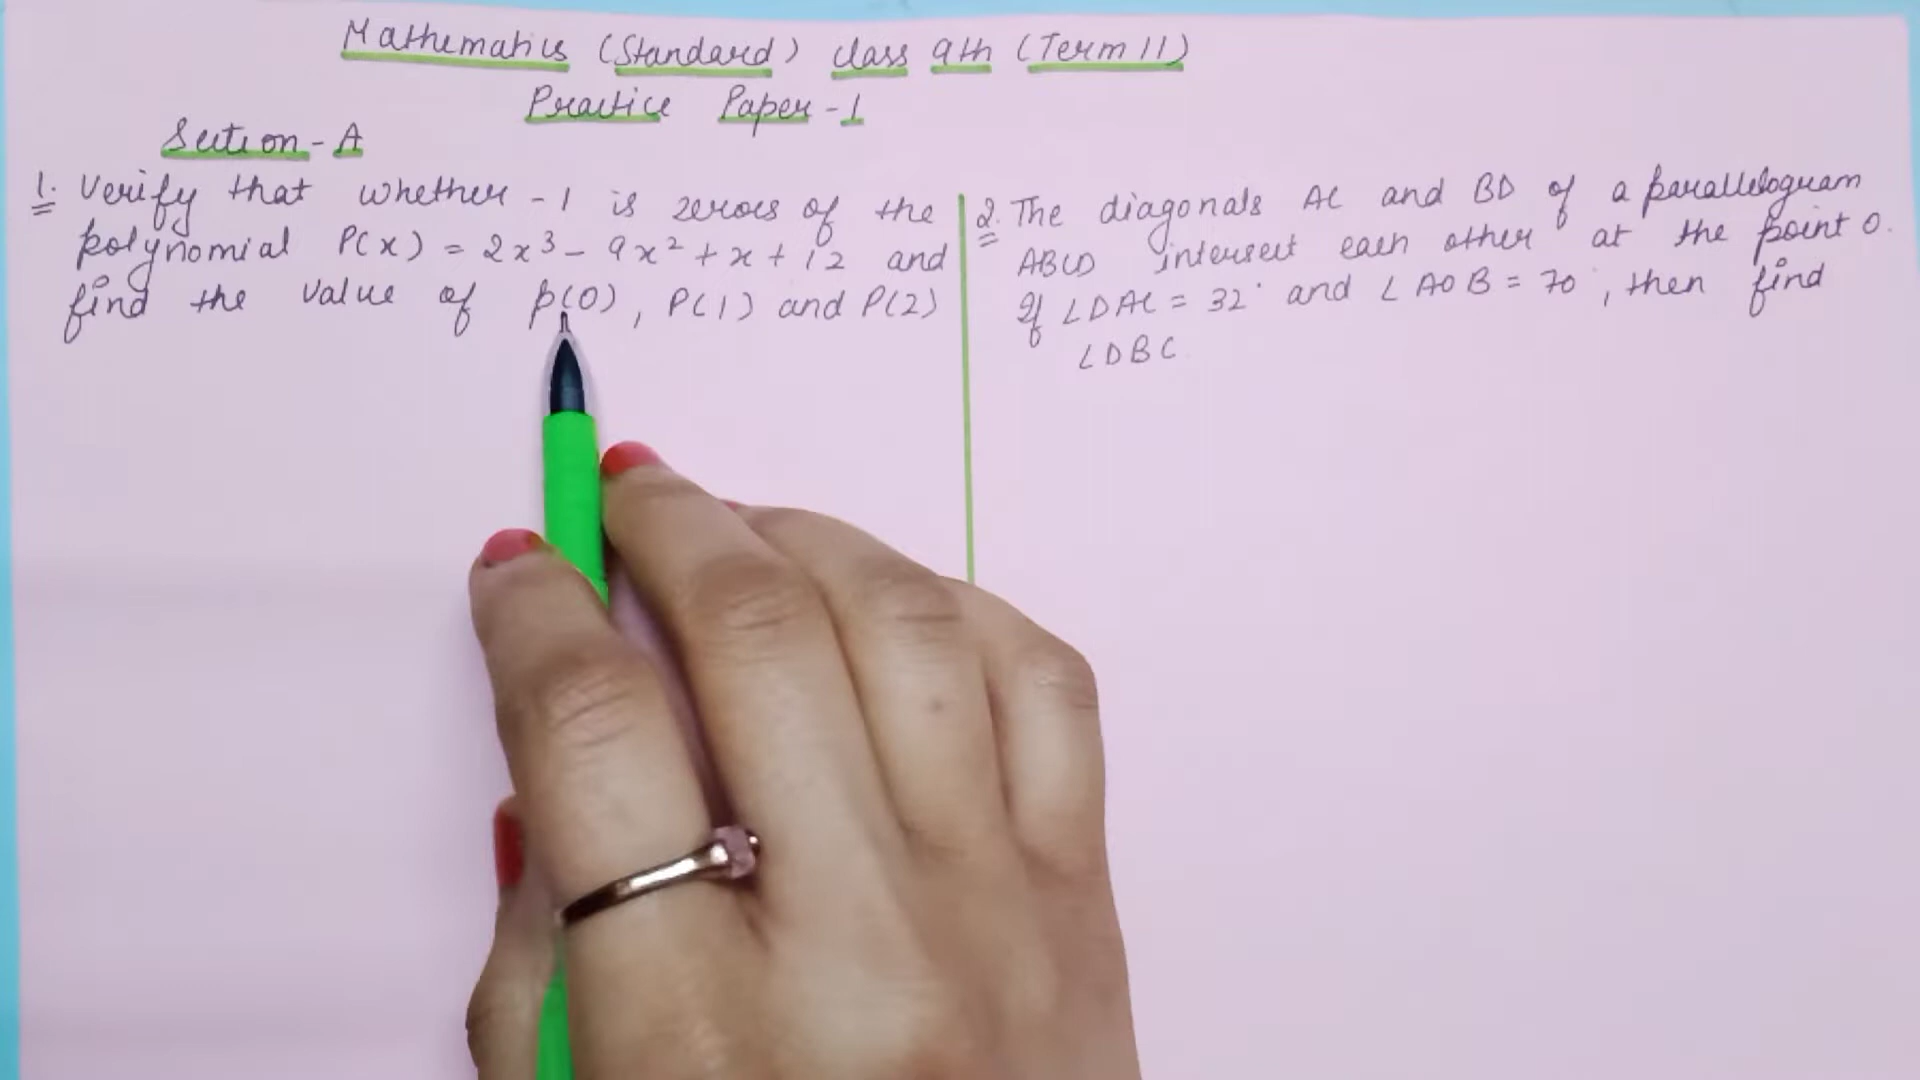 Mathematics (Standard) class 9th (Term II)
Practice Paper - 1
Section - A
1. Verify that whether -1 is zeroes of the
polynomial P(x) = 2x³ - 9x² + x + 12 and
find the value of p(0), P(1) and P(2)
2. The diagonals AC and BD of a parallelogram
ABCD intersect each other at the point O.
If ∠DAC = 32° and ∠AOB = 70°, then find
∠DBC